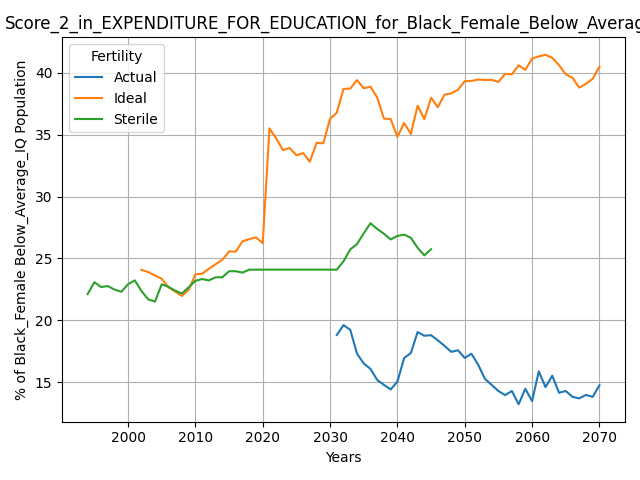 Score_2_in_EXPENDITURE_FOR_EDUCATION_for_Black_Female_Below_Averag
Fertility
Actual
Ideal
Sterile
% of Black_Female Below_Average_IQ Population
40
35
30
25
20
15
2000 2010 2020 2030 2040 2050 2060 2070
Years